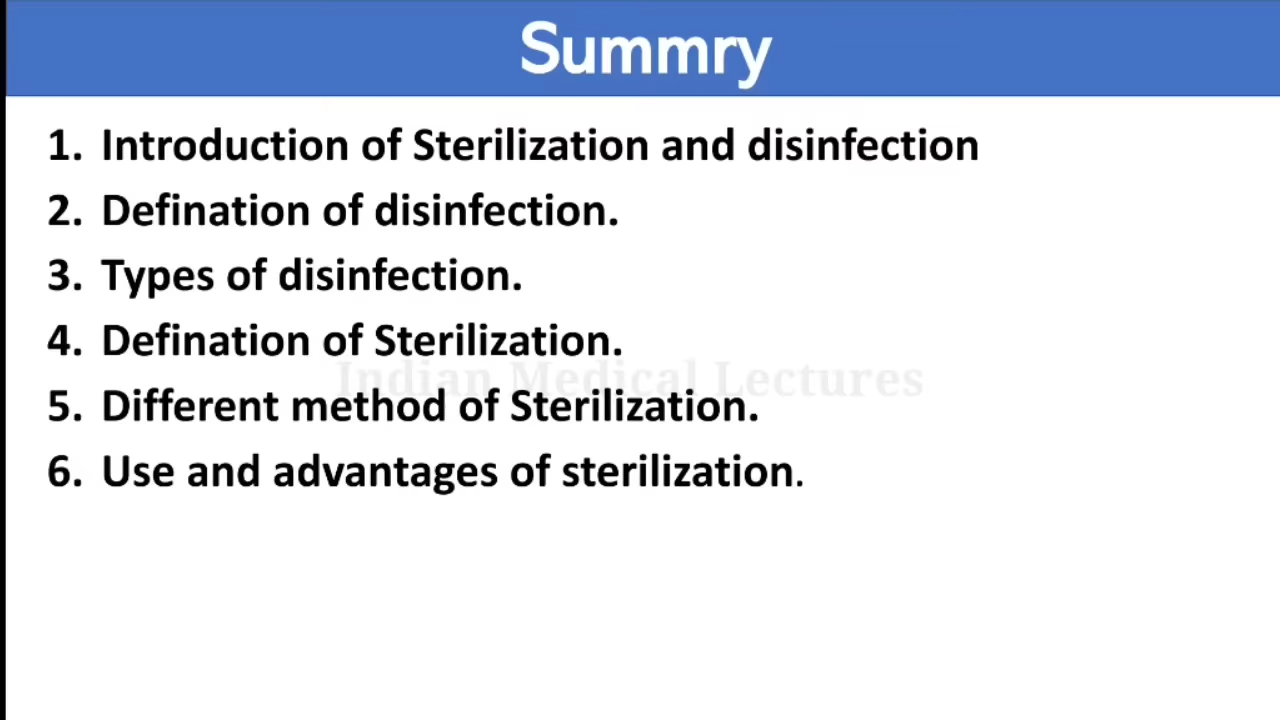 Summry
1. Introduction of Sterilization and disinfection
2. Defination of disinfection.
3. Types of disinfection.
4. Defination of Sterilization.
Indian Medical Lectures
5. Different method of Sterilization.
6. Use and advantages of sterilization.